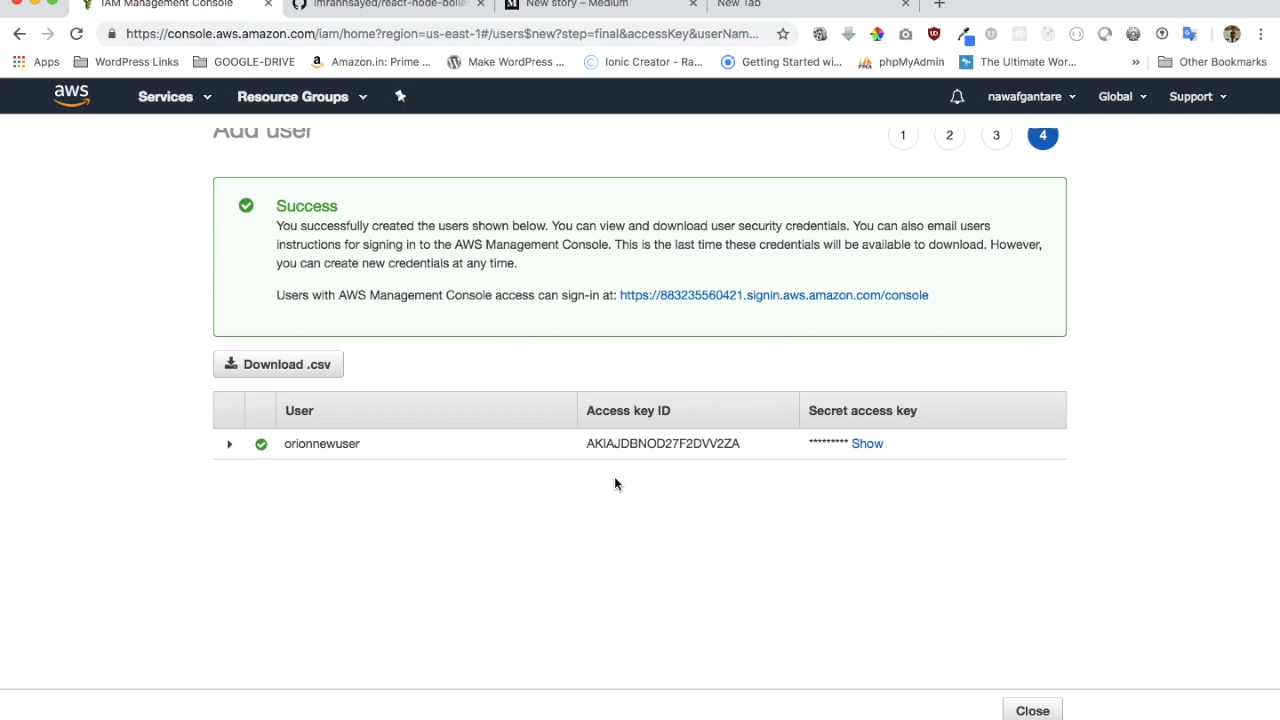 IAM Management Console
imranhsayed/react-node-boile
New story – Medium
New Tab
https://console.aws.amazon.com/iam/home?region=us-east-1#/users$new?step=final&accessKey&userNam...
Apps
WordPress Links
GOOGLE-DRIVE
Amazon.in: Prime ...
Make WordPress ...
Ionic Creator - Ra...
Getting Started wi...
phpMyAdmin
The Ultimate Wor...
»
Other Bookmarks
aws
Services
Resource Groups
nawafgantare
Global
Support
Add user
1
2
3
4
Success
You successfully created the users shown below. You can view and download user security credentials. You can also email users
instructions for signing in to the AWS Management Console. This is the last time these credentials will be available to download. However,
you can create new credentials at any time.
Users with AWS Management Console access can sign-in at: https://883235560421.signin.aws.amazon.com/console
Download .csv
User
Access key ID
Secret access key
orionnewuser
AKIAJDBNOD27F2DVV2ZA
********* Show
Close